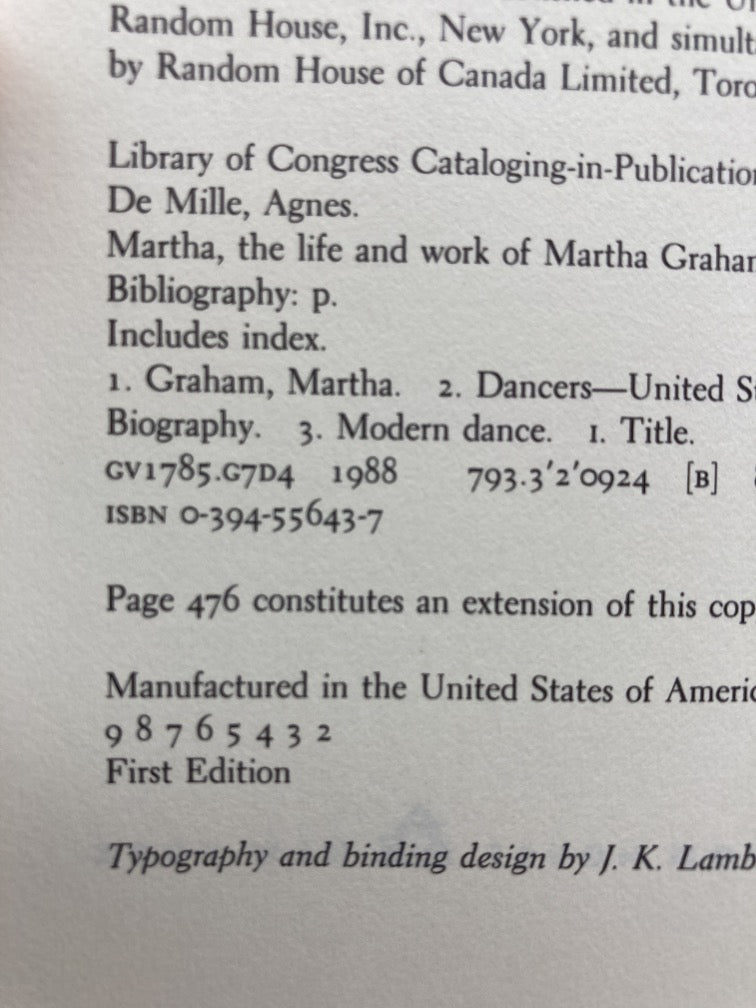 Random House, Inc., New York, and simult
by Random House of Canada Limited, Toro
Library of Congress Cataloging-in-Publication
De Mille, Agnes.
Martha, the life and work of Martha Graham
Bibliography: p.
Includes index.
1. Graham, Martha. 2. Dancers—United St
Biography. 3. Modern dance. I. Title.
GV1785.G7D4 1988 793.3'2'0924 [B]
ISBN 0-394-55643-7
Page 476 constitutes an extension of this cop
Manufactured in the United States of Americ
9 8 7 6 5 4 3 2
First Edition
Typography and binding design by J. K. Lamb